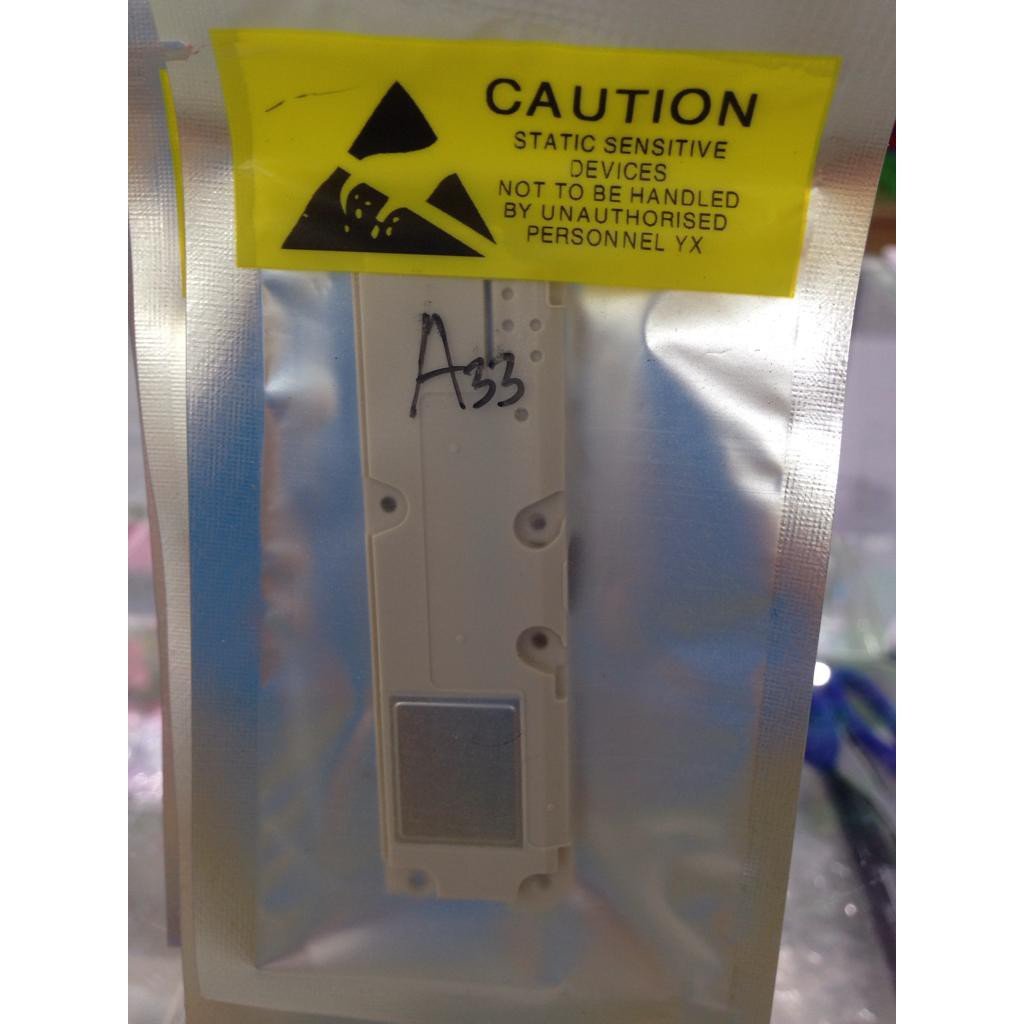 CAUTION
STATIC SENSITIVE
DEVICES
NOT TO BE HANDLED
BY UNAUTHORISED
PERSONNEL YX
A33